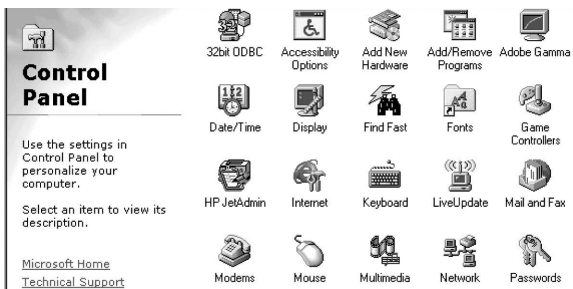 Control
Panel
Use the settings in
Control Panel to
personalize your
computer.
Select an item to view its
description.
Microsoft Home
Technical Support
32bit ODBC
Accessibility
Options
Add New
Hardware
Add/Remove
Programs
Adobe Gamma
Date/Time
Display
Find Fast
Fonts
Game
Controllers
HP JetAdmin
Internet
Keyboard
LiveUpdate
Mail and Fax
Modems
Mouse
Multimedia
Network
Passwords